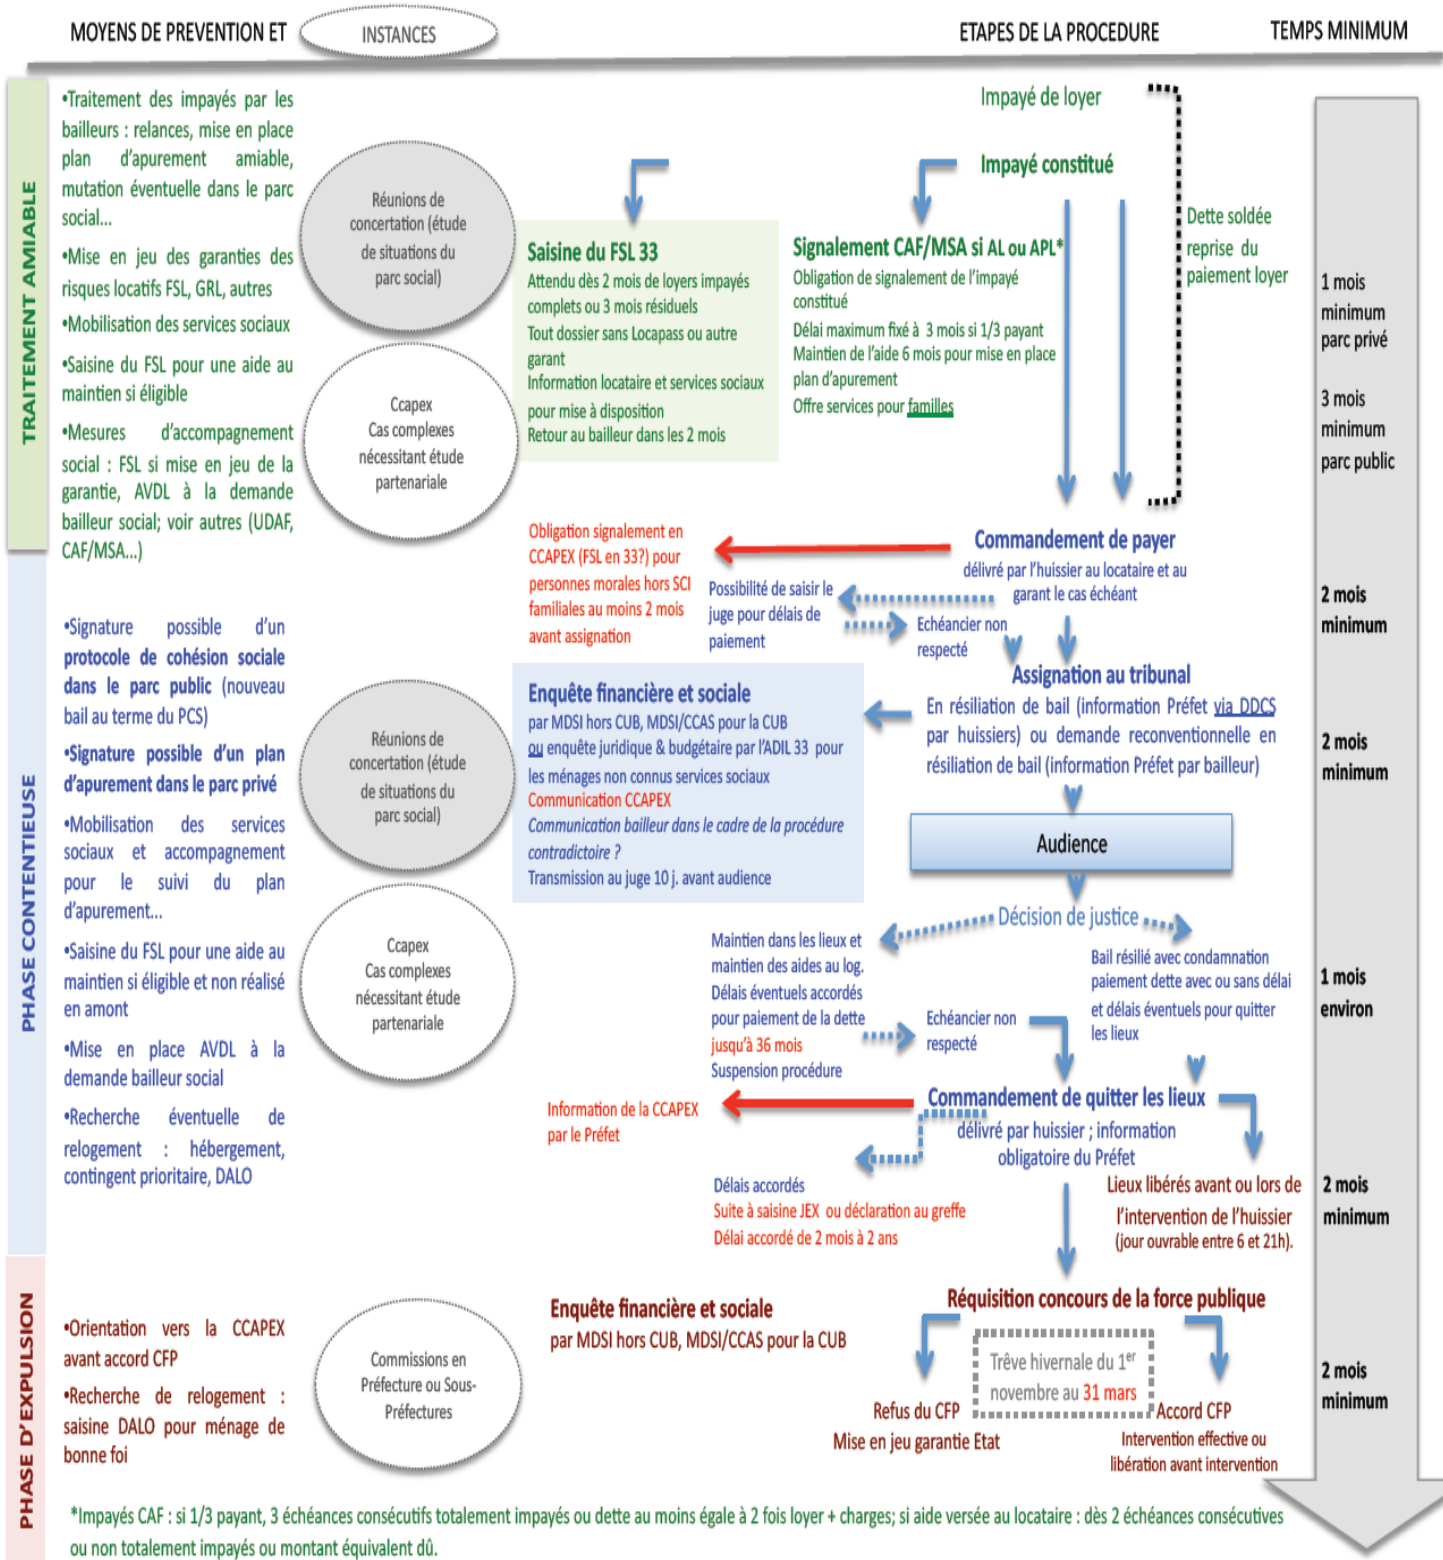 MOYENS DE PREVENTION ET
INSTANCES
ETAPES DE LA PROCEDURE
TEMPS MINIMUM
TRAITEMENT AMIABLE
•Traitement des impayés par les
bailleurs : relances, mise en place
plan d'apurement amiable,
mutation éventuelle dans le parc
social...
•Mise en jeu des garanties des
risques locatifs FSL, GRL, autres
•Mobilisation des services sociaux
•Saisine du FSL pour une aide au
maintien si éligible
•Mesures d'accompagnement
social : FSL si mise en jeu de la
garantie, AVDL à la demande
bailleur social; voir autres (UDAF,
CAF/MSA...)
Réunions de
concertation (étude
de situations du
parc social)
Ccapex
Cas complexes
nécessitant étude
partenariale
Saisine du FSL 33
Attendu dès 2 mois de loyers impayés
complets ou 3 mois résiduels
Tout dossier sans Locapass ou autre
garant
Information locataire et services sociaux
pour mise à disposition
Retour au bailleur dans les 2 mois
Impayé de loyer
Impayé constitué
Signalement CAF/MSA si AL ou APL*
Obligation de signalement de l'impayé
constitué
Délai maximum fixé à 3 mois si 1/3 payant
Maintien de l'aide 6 mois pour mise en place
plan d'apurement
Offre services pour familles
Dette soldée
reprise du
paiement loyer
1 mois
minimum
parc privé
3 mois
minimum
parc public
PHASE CONTENTIEUSE
•Signature possible d'un
protocole de cohésion sociale
dans le parc public (nouveau
bail au terme du PCS)
•Signature possible d'un plan
d'apurement dans le parc privé
•Mobilisation des services
sociaux et accompagnement
pour le suivi du plan
d'apurement...
•Saisine du FSL pour une aide au
maintien si éligible et non réalisé
en amont
•Mise en place AVDL à la
demande bailleur social
•Recherche éventuelle de
relogement : hébergement,
contingent prioritaire, DALO
Réunions de
concertation (étude
de situations du
parc social)
Ccapex
Cas complexes
nécessitant étude
partenariale
Obligation signalement en
CCAPEX (FSL en 33?) pour
personnes morales hors SCI
familiales au moins 2 mois
avant assignation
Commandement de payer
délivré par l'huissier au locataire et au
garant le cas échéant
Possibilité de saisir le
juge pour délais de
paiement
Echéancier non
respecté
2 mois
minimum
Assignation au tribunal
En résiliation de bail (information Préfet via DDCS
par huissiers) ou demande reconventionnelle en
résiliation de bail (information Préfet par bailleur)
Enquête financière et sociale
par MDSI hors CUB, MDSI/CCAS pour la CUB
ou enquête juridique & budgétaire par l'ADIL 33 pour
les ménages non connus services sociaux
Communication CCAPEX
Communication bailleur dans le cadre de la procédure
contradictoire ?
Transmission au juge 10 j. avant audience
2 mois
minimum
Audience
Décision de justice
Maintien dans les lieux et
maintien des aides au log.
Délais éventuels accordés
pour paiement de la dette
jusqu'à 36 mois
Suspension procédure
Echéancier non
respecté
Bail résilié avec condamnation
paiement dette avec ou sans délai
et délais éventuels pour quitter
les lieux
1 mois
environ
Commandement de quitter les lieux
délivré par huissier ; information
obligatoire du Préfet
Information de la CCAPEX
par le Préfet
Délais accordés
Suite à saisine JEX ou déclaration au greffe
Délai accordé de 2 mois à 2 ans
Lieux libérés avant ou lors de
l'intervention de l'huissier
(jour ouvrable entre 6 et 21h).
2 mois
minimum
PHASE D'EXPULSION
•Orientation vers la CCAPEX
avant accord CFP
•Recherche de relogement :
saisine DALO pour ménage de
bonne foi
Commissions en
Préfecture ou Sous-
Préfectures
Enquête financière et sociale
par MDSI hors CUB, MDSI/CCAS pour la CUB
Réquisition concours de la force publique
Trêve hivernale du 1er
novembre au 31 mars
Refus du CFP
Mise en jeu garantie Etat
Accord CFP
Intervention effective ou
libération avant intervention
2 mois
minimum
*Impayés CAF : si 1/3 payant, 3 échéances consécutifs totalement impayés ou dette au moins égale à 2 fois loyer + charges; si aide versée au locataire : dès 2 échéances consécutives
ou non totalement impayés ou montant équivalent dû.